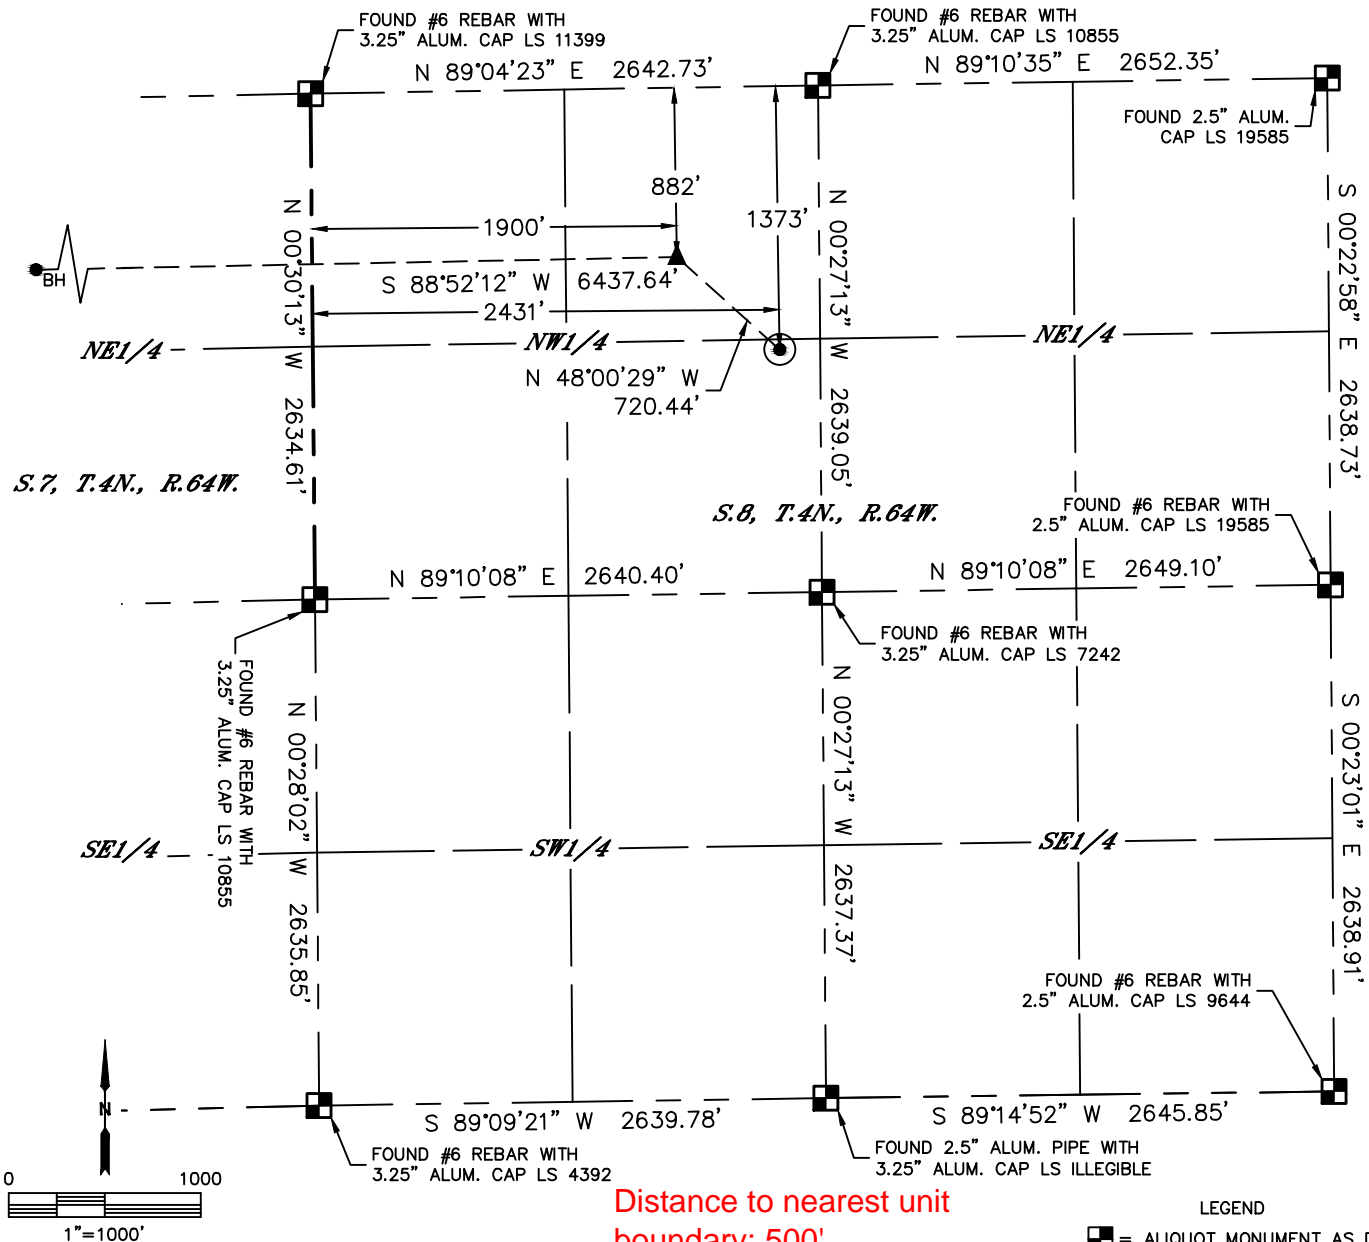 FOUND #6 REBAR WITH
3.25" ALUM. CAP LS 11399
FOUND #6 REBAR WITH
3.25" ALUM. CAP LS 10855
N 89°04'23" E 2642.73'
N 89°10'35" E 2652.35'
FOUND 2.5" ALUM.
CAP LS 19585
882'
1373'
1900'
N 00°30'13" W 2634.61'
N 00°27'13" W 2639.05'
S 00°22'58" E 2638.73'
BH
S 88°52'12" W 6437.64'
2431'
NE1/4
NW1/4
NE1/4
N 48°00'29" W
720.44'
S.7, T.4N., R.64W.
S.8, T.4N., R.64W.
FOUND #6 REBAR WITH
2.5" ALUM. CAP LS 19585
N 89°10'08" E 2640.40'
N 89°10'08" E 2649.10'
FOUND #6 REBAR WITH
3.25" ALUM. CAP LS 7242
FOUND #6 REBAR WITH
3.25" ALUM. CAP LS 10855
N 00°28'02" W 2635.85'
N 00°27'13" W 2637.37'
S 00°23'01" E 2638.91'
SE1/4
SW1/4
SE1/4
FOUND #6 REBAR WITH
2.5" ALUM. CAP LS 9644
N
S 89°09'21" W 2639.78'
S 89°14'52" W 2645.85'
FOUND #6 REBAR WITH
3.25" ALUM. CAP LS 4392
FOUND 2.5" ALUM. PIPE WITH
3.25" ALUM. CAP LS ILLEGIBLE
0 1000
1"=1000'
Distance to nearest unit
boundary: 500'
LEGEND
= ALIQUOT MONUMENT AS